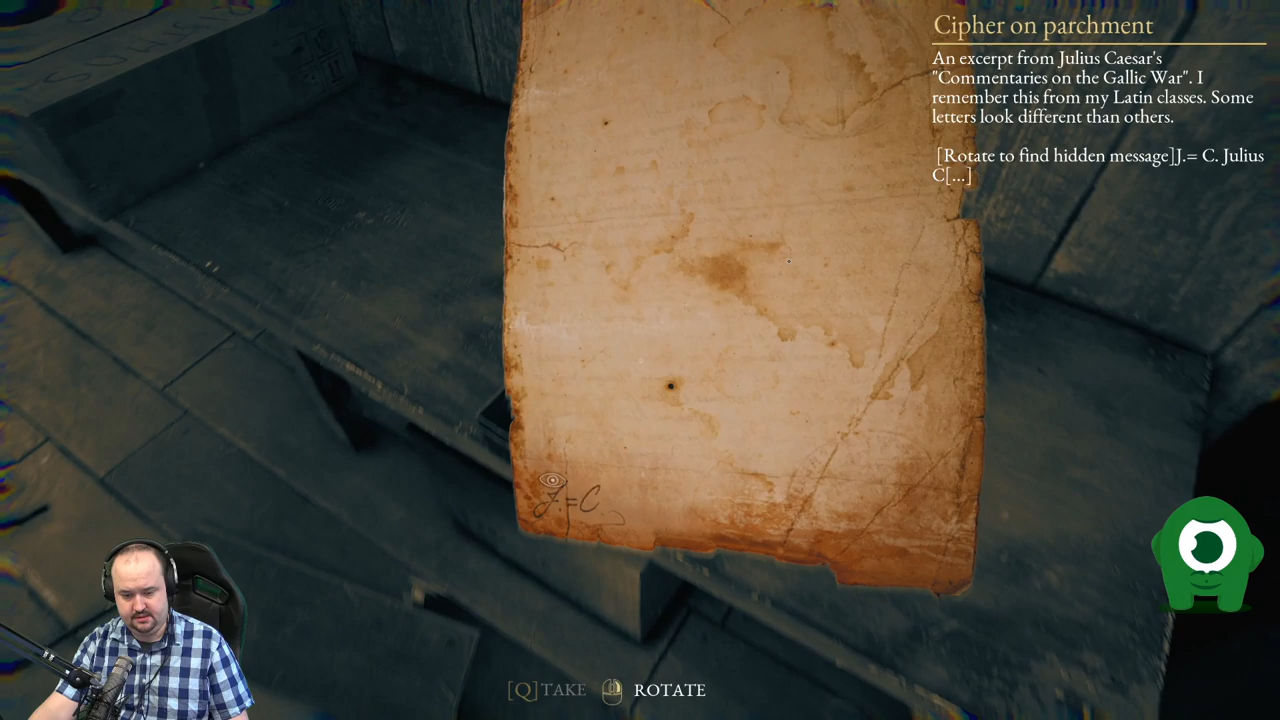 Cipher on parchment
An excerpt from Julius Caesar's
"Commentaries on the Gallic War". I
remember this from my Latin classes. Some
letters look different than others.
[Rotate to find hidden message]J.= C. Julius
C[...]
J.=C
[Q]TAKE ROTATE